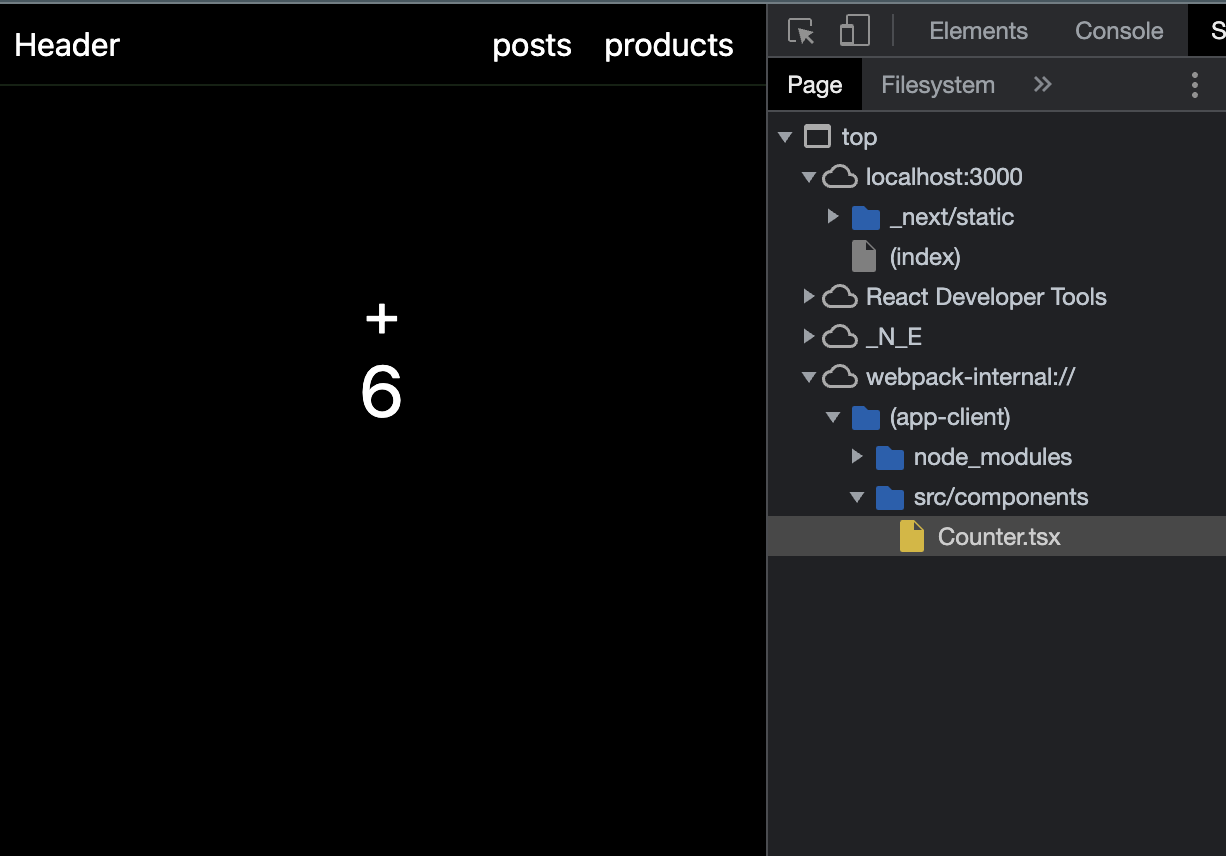 Header posts products
+
6
Elements Console S
Page Filesystem
top
localhost:3000
_next/static
(index)
React Developer Tools
_N_E
webpack-internal://
(app-client)
node_modules
src/components
Counter.tsx